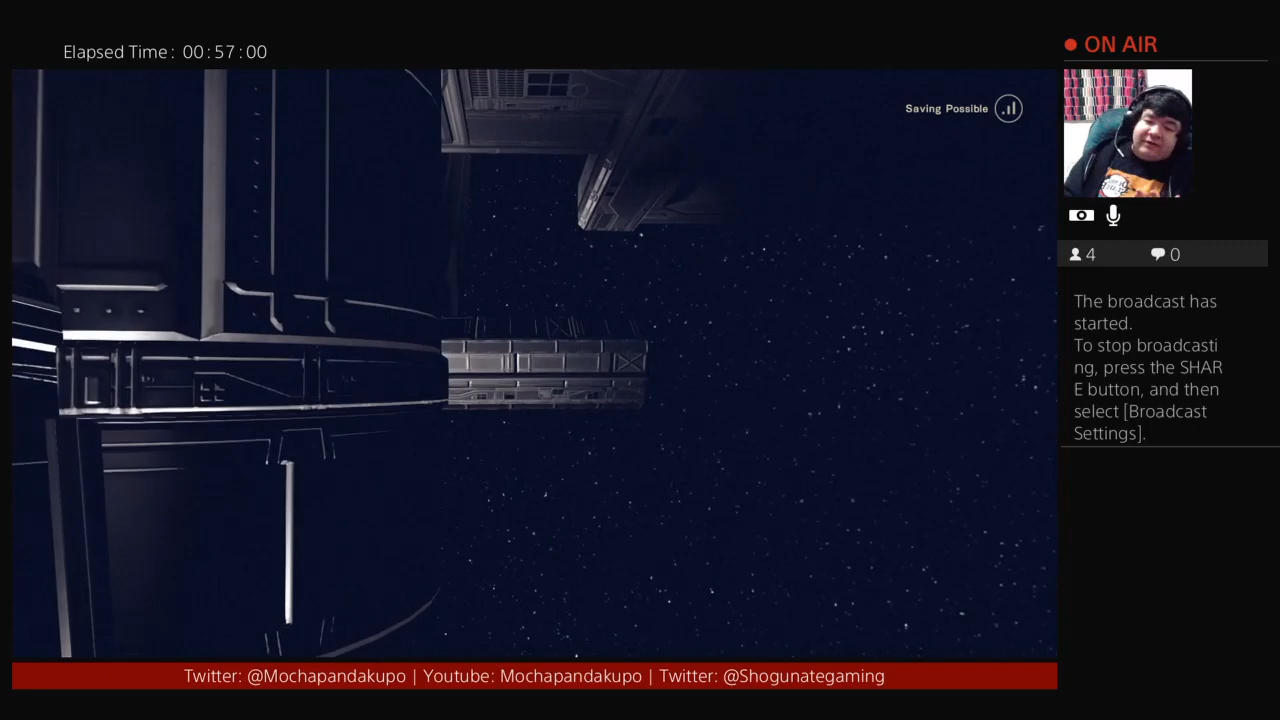 Elapsed Time: 00:57:00
ON AIR
Saving Possible
4
0
The broadcast has
started.
To stop broadcasti
ng, press the SHAR
E button, and then
select [Broadcast
Settings].
Twitter: @Mochapandakupo | Youtube: Mochapandakupo | Twitter: @Shogunategaming